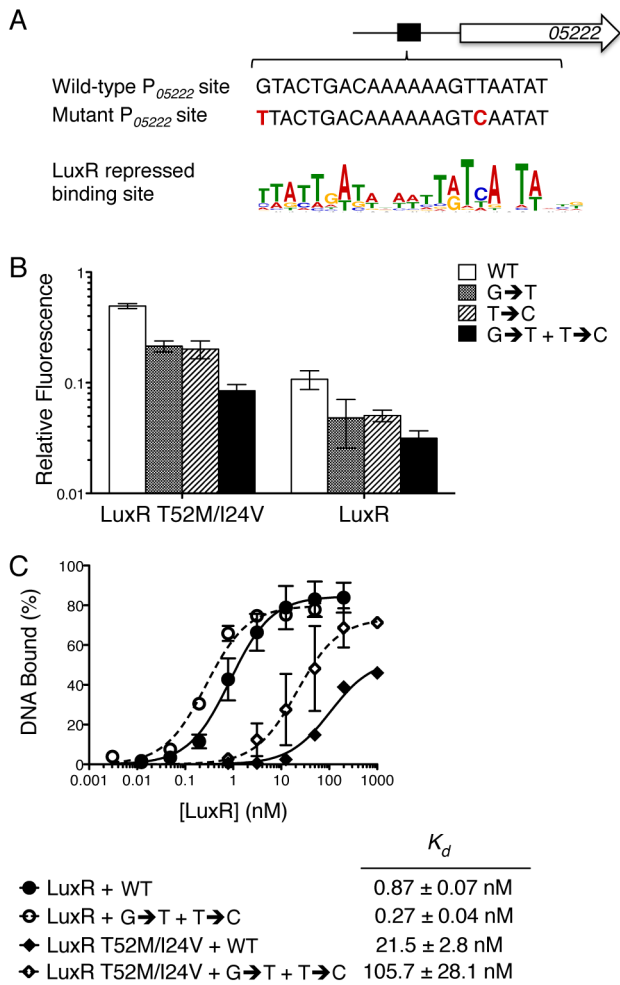 A
05222
Wild-type P05222 site GTACTGACAAAAAAGTTAATAT
Mutant P05222 site TTACTGACAAAAAAGTCAATAT
LuxR repressed
binding site
B
Relative Fluorescence
1
0.1
0.01
LuxR T52M/I24V
LuxR
WT
G➔T
T➔C
G➔T + T➔C
C
DNA Bound (%)
100
80
60
40
20
0
0.001 0.01 0.1 1 10 100 1000
[LuxR] (nM)
Kd
LuxR + WT 0.87 ± 0.07 nM
LuxR + G➔T + T➔C 0.27 ± 0.04 nM
LuxR T52M/I24V + WT 21.5 ± 2.8 nM
LuxR T52M/I24V + G➔T + T➔C 105.7 ± 28.1 nM